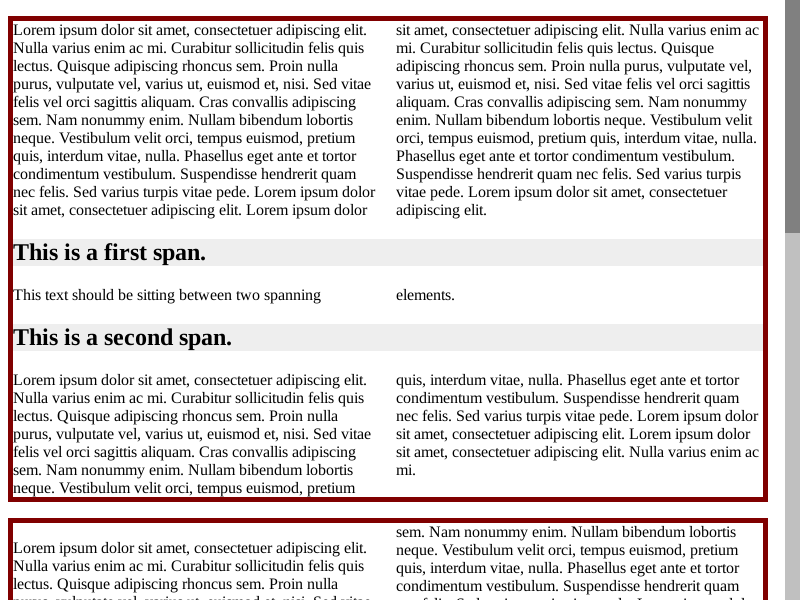 Lorem ipsum dolor sit amet, consectetuer adipiscing elit.
Nulla varius enim ac mi. Curabitur sollicitudin felis quis
lectus. Quisque adipiscing rhoncus sem. Proin nulla
purus, vulputate vel, varius ut, euismod et, nisi. Sed vitae
felis vel orci sagittis aliquam. Cras convallis adipiscing
sem. Nam nonummy enim. Nullam bibendum lobortis
neque. Vestibulum velit orci, tempus euismod, pretium
quis, interdum vitae, nulla. Phasellus eget ante et tortor
condimentum vestibulum. Suspendisse hendrerit quam
nec felis. Sed varius turpis vitae pede. Lorem ipsum dolor
sit amet, consectetuer adipiscing elit. Lorem ipsum dolor
sit amet, consectetuer adipiscing elit. Nulla varius enim ac
mi. Curabitur sollicitudin felis quis lectus. Quisque
adipiscing rhoncus sem. Proin nulla purus, vulputate vel,
varius ut, euismod et, nisi. Sed vitae felis vel orci sagittis
aliquam. Cras convallis adipiscing sem. Nam nonummy
enim. Nullam bibendum lobortis neque. Vestibulum velit
orci, tempus euismod, pretium quis, interdum vitae, nulla.
Phasellus eget ante et tortor condimentum vestibulum.
Suspendisse hendrerit quam nec felis. Sed varius turpis
vitae pede. Lorem ipsum dolor sit amet, consectetuer
adipiscing elit.
This is a first span.
This text should be sitting between two spanning
elements.
This is a second span.
Lorem ipsum dolor sit amet, consectetuer adipiscing elit.
Nulla varius enim ac mi. Curabitur sollicitudin felis quis
lectus. Quisque adipiscing rhoncus sem. Proin nulla
purus, vulputate vel, varius ut, euismod et, nisi. Sed vitae
felis vel orci sagittis aliquam. Cras convallis adipiscing
sem. Nam nonummy enim. Nullam bibendum lobortis
neque. Vestibulum velit orci, tempus euismod, pretium
quis, interdum vitae, nulla. Phasellus eget ante et tortor
condimentum vestibulum. Suspendisse hendrerit quam
nec felis. Sed varius turpis vitae pede. Lorem ipsum dolor
sit amet, consectetuer adipiscing elit. Lorem ipsum dolor
sit amet, consectetuer adipiscing elit. Nulla varius enim ac
mi.
Lorem ipsum dolor sit amet, consectetuer adipiscing elit.
Nulla varius enim ac mi. Curabitur sollicitudin felis quis
lectus. Quisque adipiscing rhoncus sem. Proin nulla
sem. Nam nonummy enim. Nullam bibendum lobortis
neque. Vestibulum velit orci, tempus euismod, pretium
quis, interdum vitae, nulla. Phasellus eget ante et tortor
condimentum vestibulum. Suspendisse hendrerit quam